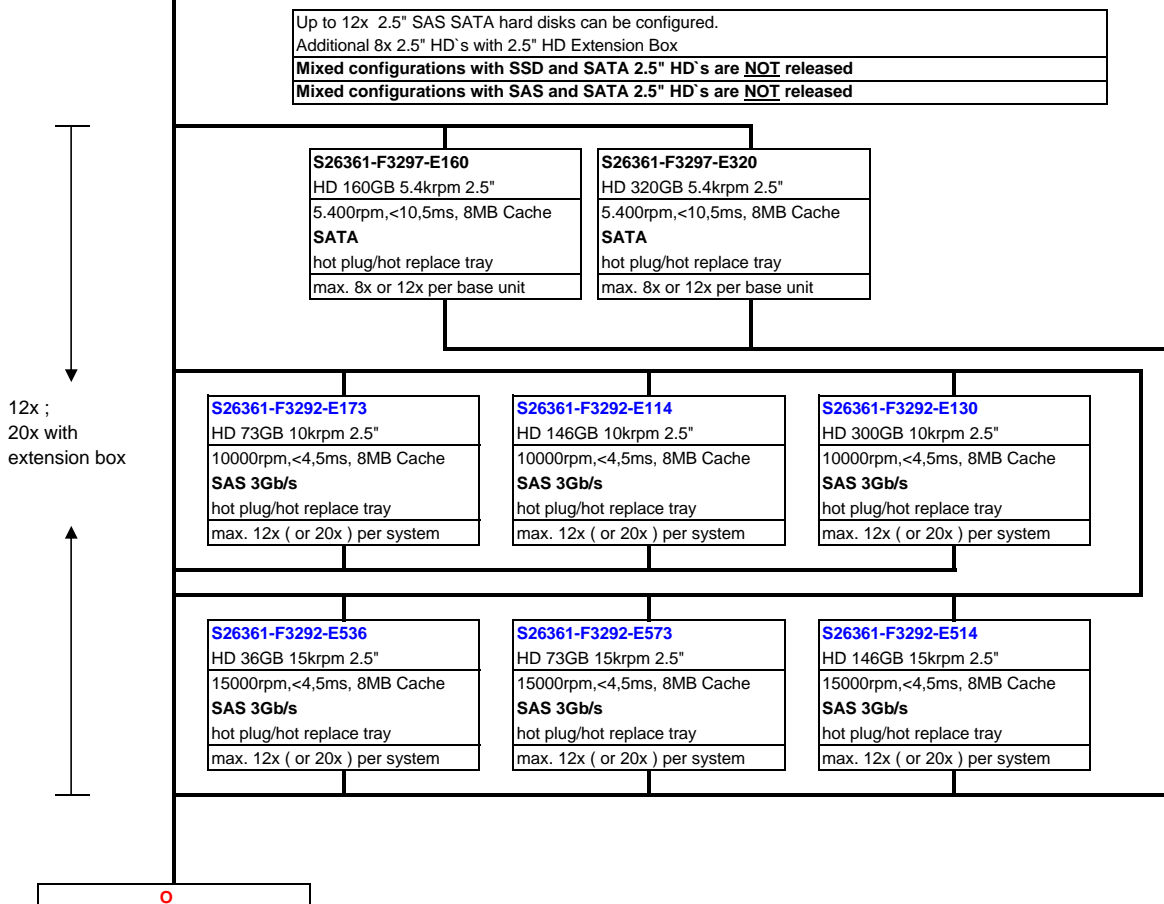 Up to 12x  2.5" SAS SATA hard disks can be configured.
Additional 8x 2.5" HD`s with 2.5" HD Extension Box
Mixed configurations with SSD and SATA 2.5" HD`s are NOT released
Mixed configurations with SAS and SATA 2.5" HD`s are NOT released
S26361-F3297-E160
HD 160GB 5.4krpm 2.5"
5.400rpm,<10,5ms, 8MB Cache
SATA
hot plug/hot replace tray
max. 8x or 12x per base unit
S26361-F3297-E320
HD 320GB 5.4krpm 2.5"
5.400rpm,<10,5ms, 8MB Cache
SATA
hot plug/hot replace tray
max. 8x or 12x per base unit
12x ;
20x with
extension box
S26361-F3292-E173
HD 73GB 10krpm 2.5"
10000rpm,<4,5ms, 8MB Cache
SAS 3Gb/s
hot plug/hot replace tray
max. 12x ( or 20x ) per system
S26361-F3292-E114
HD 146GB 10krpm 2.5"
10000rpm,<4,5ms, 8MB Cache
SAS 3Gb/s
hot plug/hot replace tray
max. 12x ( or 20x ) per system
S26361-F3292-E130
HD 300GB 10krpm 2.5"
10000rpm,<4,5ms, 8MB Cache
SAS 3Gb/s
hot plug/hot replace tray
max. 12x ( or 20x ) per system
S26361-F3292-E536
HD 36GB 15krpm 2.5"
15000rpm,<4,5ms, 8MB Cache
SAS 3Gb/s
hot plug/hot replace tray
max. 12x ( or 20x ) per system
S26361-F3292-E573
HD 73GB 15krpm 2.5"
15000rpm,<4,5ms, 8MB Cache
SAS 3Gb/s
hot plug/hot replace tray
max. 12x ( or 20x ) per system
S26361-F3292-E514
HD 146GB 15krpm 2.5"
15000rpm,<4,5ms, 8MB Cache
SAS 3Gb/s
hot plug/hot replace tray
max. 12x ( or 20x ) per system
O